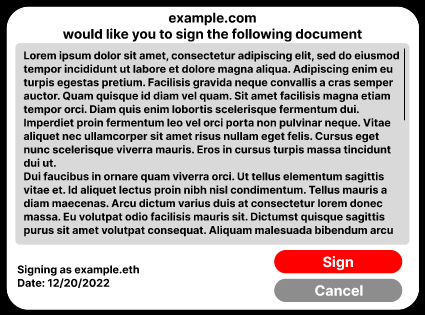 example.com
would like you to sign the following document
Lorem ipsum dolor sit amet, consectetur adipiscing elit, sed do eiusmod
tempor incididunt ut labore et dolore magna aliqua. Adipiscing enim eu
turpis egestas pretium. Facilisis gravida neque convallis a cras semper
auctor. Quam quisque id diam vel quam. Sit amet facilisis magna etiam
tempor orci. Diam quis enim lobortis scelerisque fermentum dui.
Imperdiet proin fermentum leo vel orci porta non pulvinar neque. Vitae
aliquet nec ullamcorper sit amet risus nullam eget felis. Cursus eget
nunc scelerisque viverra mauris. Eros in cursus turpis massa tincidunt
dui ut.
Dui faucibus in ornare quam viverra orci. Ut tellus elementum sagittis
vitae et. Id aliquet lectus proin nibh nisl condimentum. Tellus mauris a
diam maecenas. Arcu dictum varius duis at consectetur lorem donec
massa. Eu volutpat odio facilisis mauris sit. Dictumst quisque sagittis
purus sit amet volutpat consequat. Aliquam malesuada bibendum arcu
Signing as example.eth
Date: 12/20/2022
Sign
Cancel